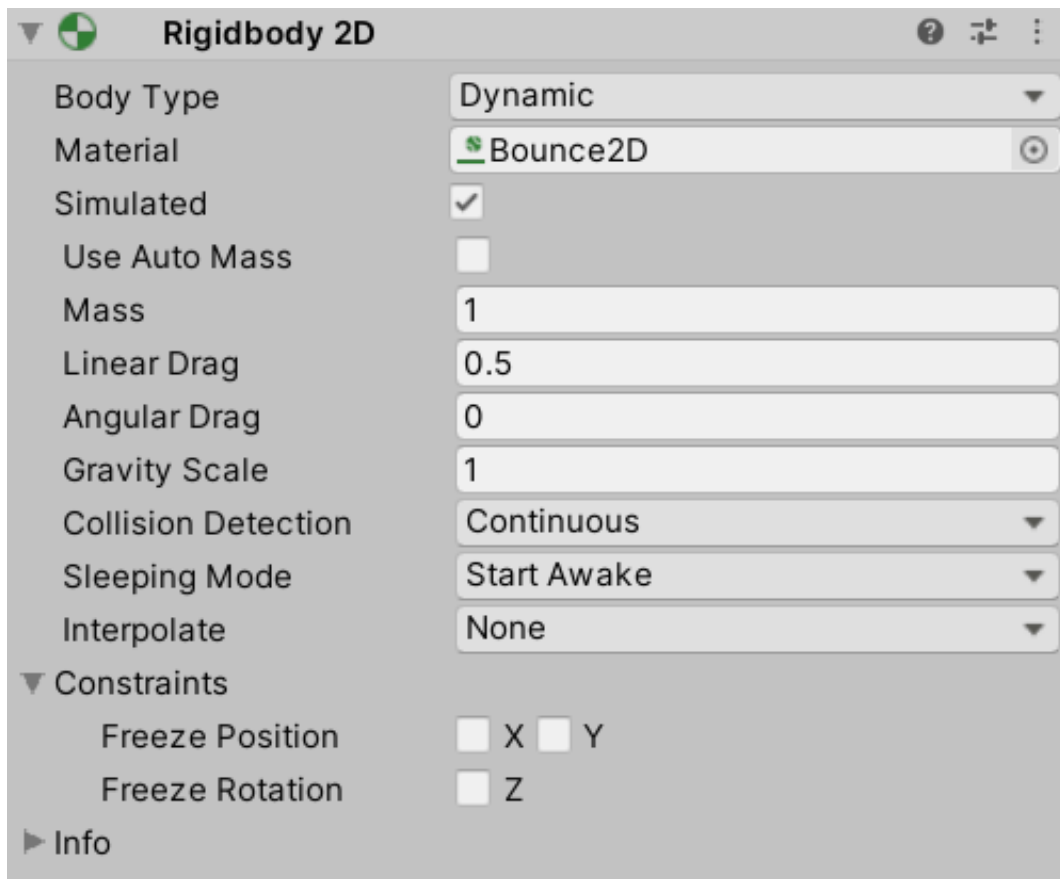 Rigidbody 2D
Body Type Dynamic
Material Bounce2D
Simulated
Use Auto Mass
Mass 1
Linear Drag 0.5
Angular Drag 0
Gravity Scale 1
Collision Detection Continuous
Sleeping Mode Start Awake
Interpolate None
Constraints
Freeze Position X Y
Freeze Rotation Z
Info